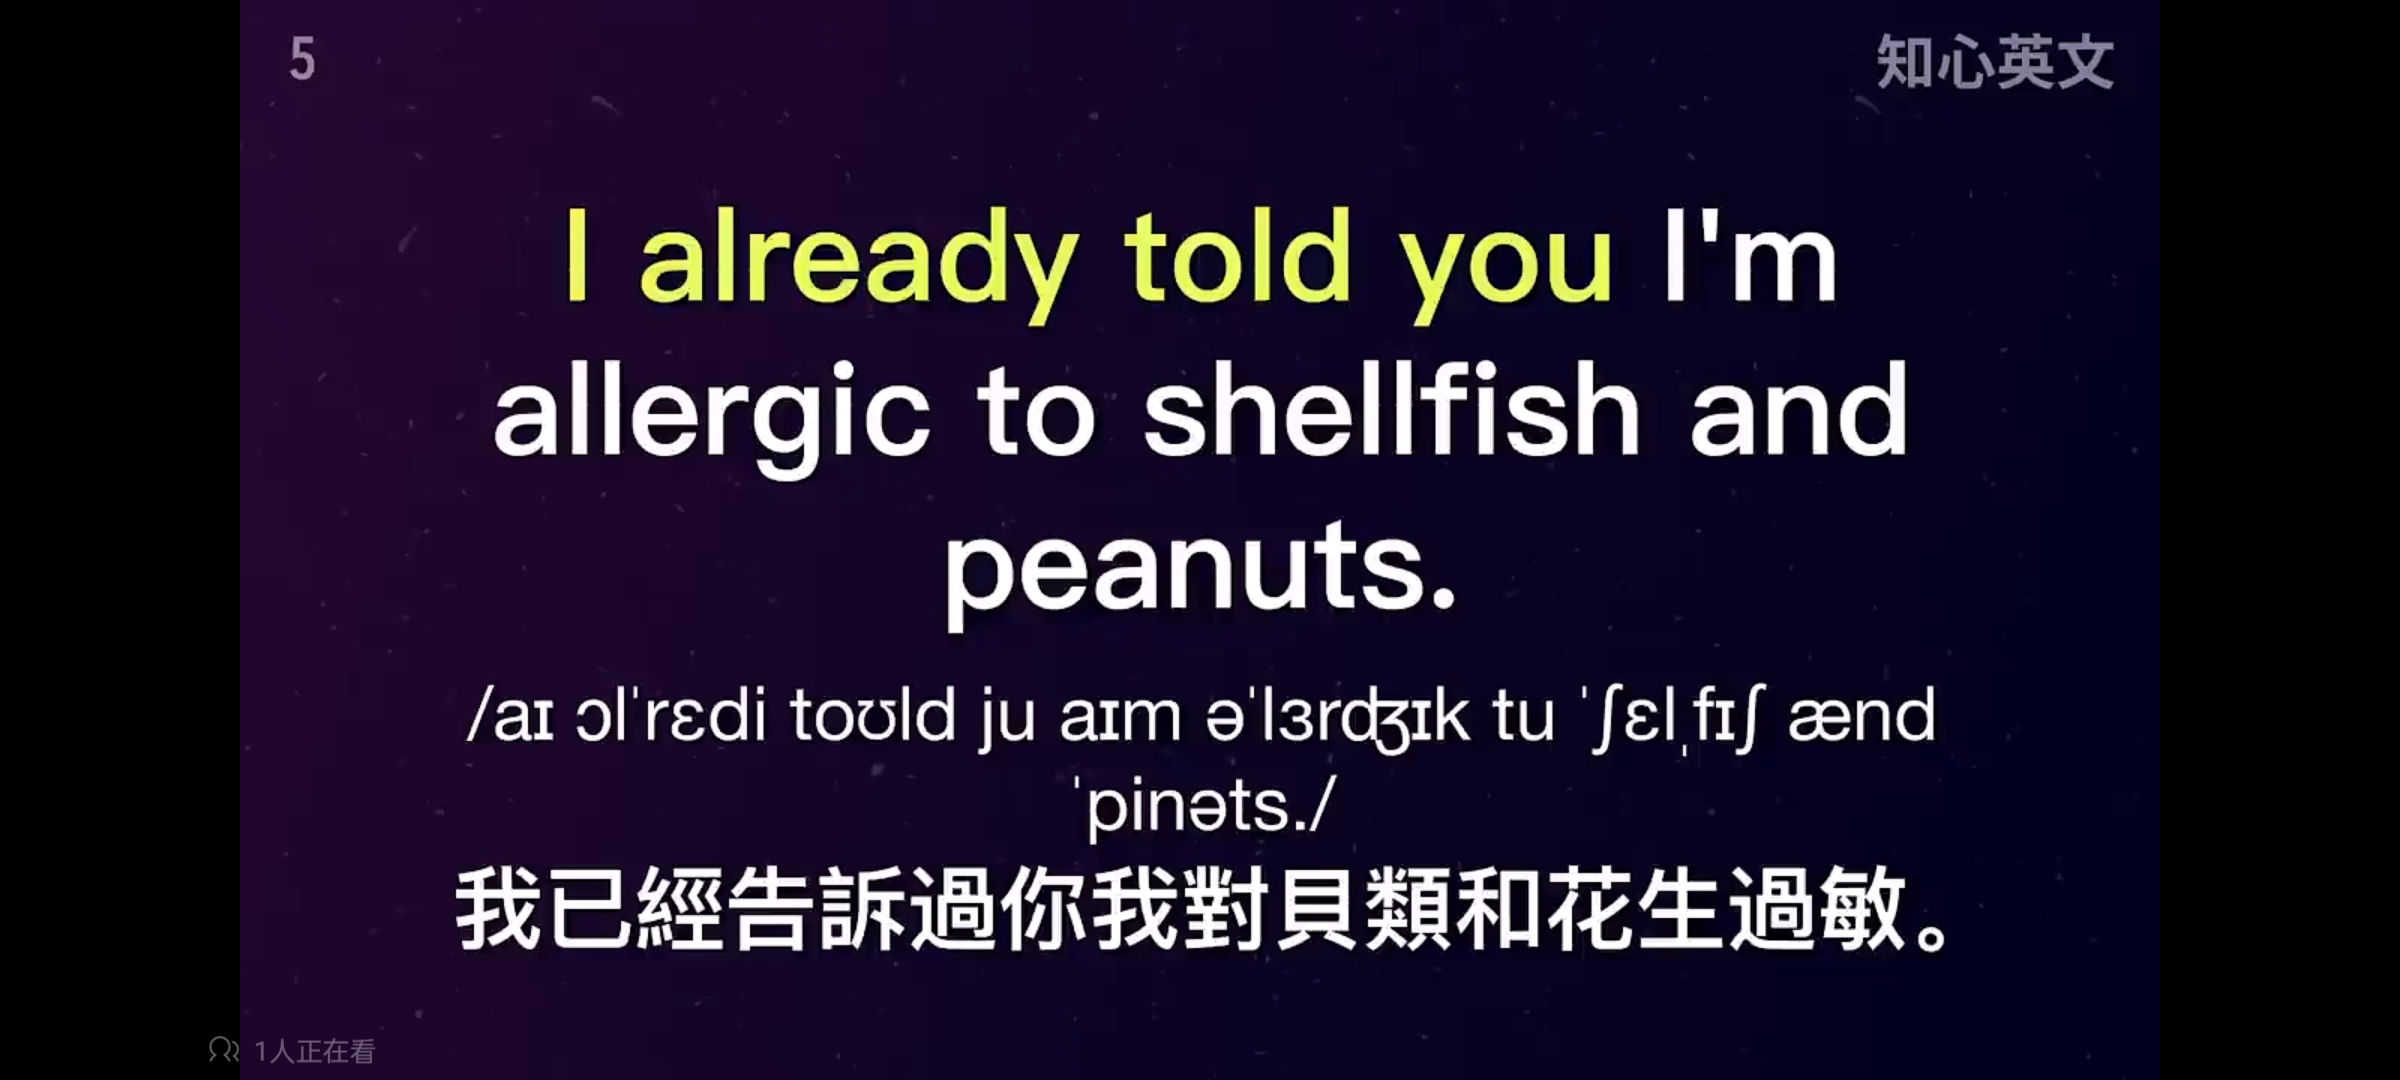 5
知心英文
I already told you I'm
allergic to shellfish and
peanuts.
/aɪ ɔlˈrɛdi toʊld ju aɪm əˈlɜrʤɪk tu ˈʃɛlˌfɪʃ ænd
ˈpinəts./
我已經告訴過你我對貝類和花生過敏。
1人正在看